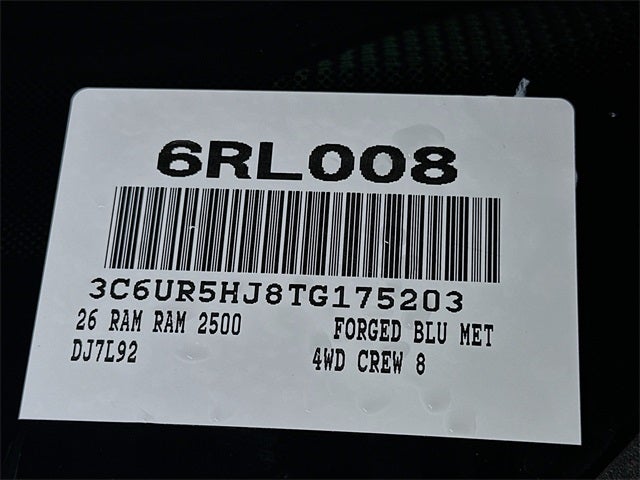 6RL008
3C6UR5HJ8TG175203
26 RAM RAM 2500 FORGED BLU MET
DJ7L92 4WD CREW 8